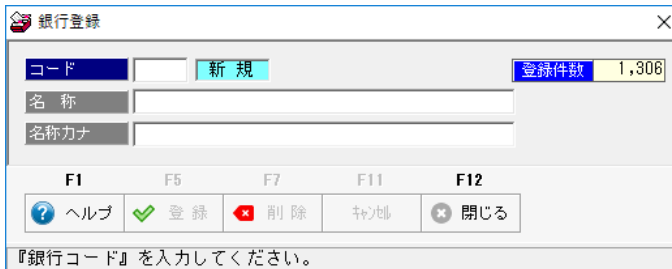 銀行登録
コード 新 規 登録件数 1,306
名 称
名称カナ
F1 F5 F7 F11 F12
ヘルプ 登 録 削 除 ｷｬﾝｾﾙ 閉じる
『銀行コード』を入力してください。